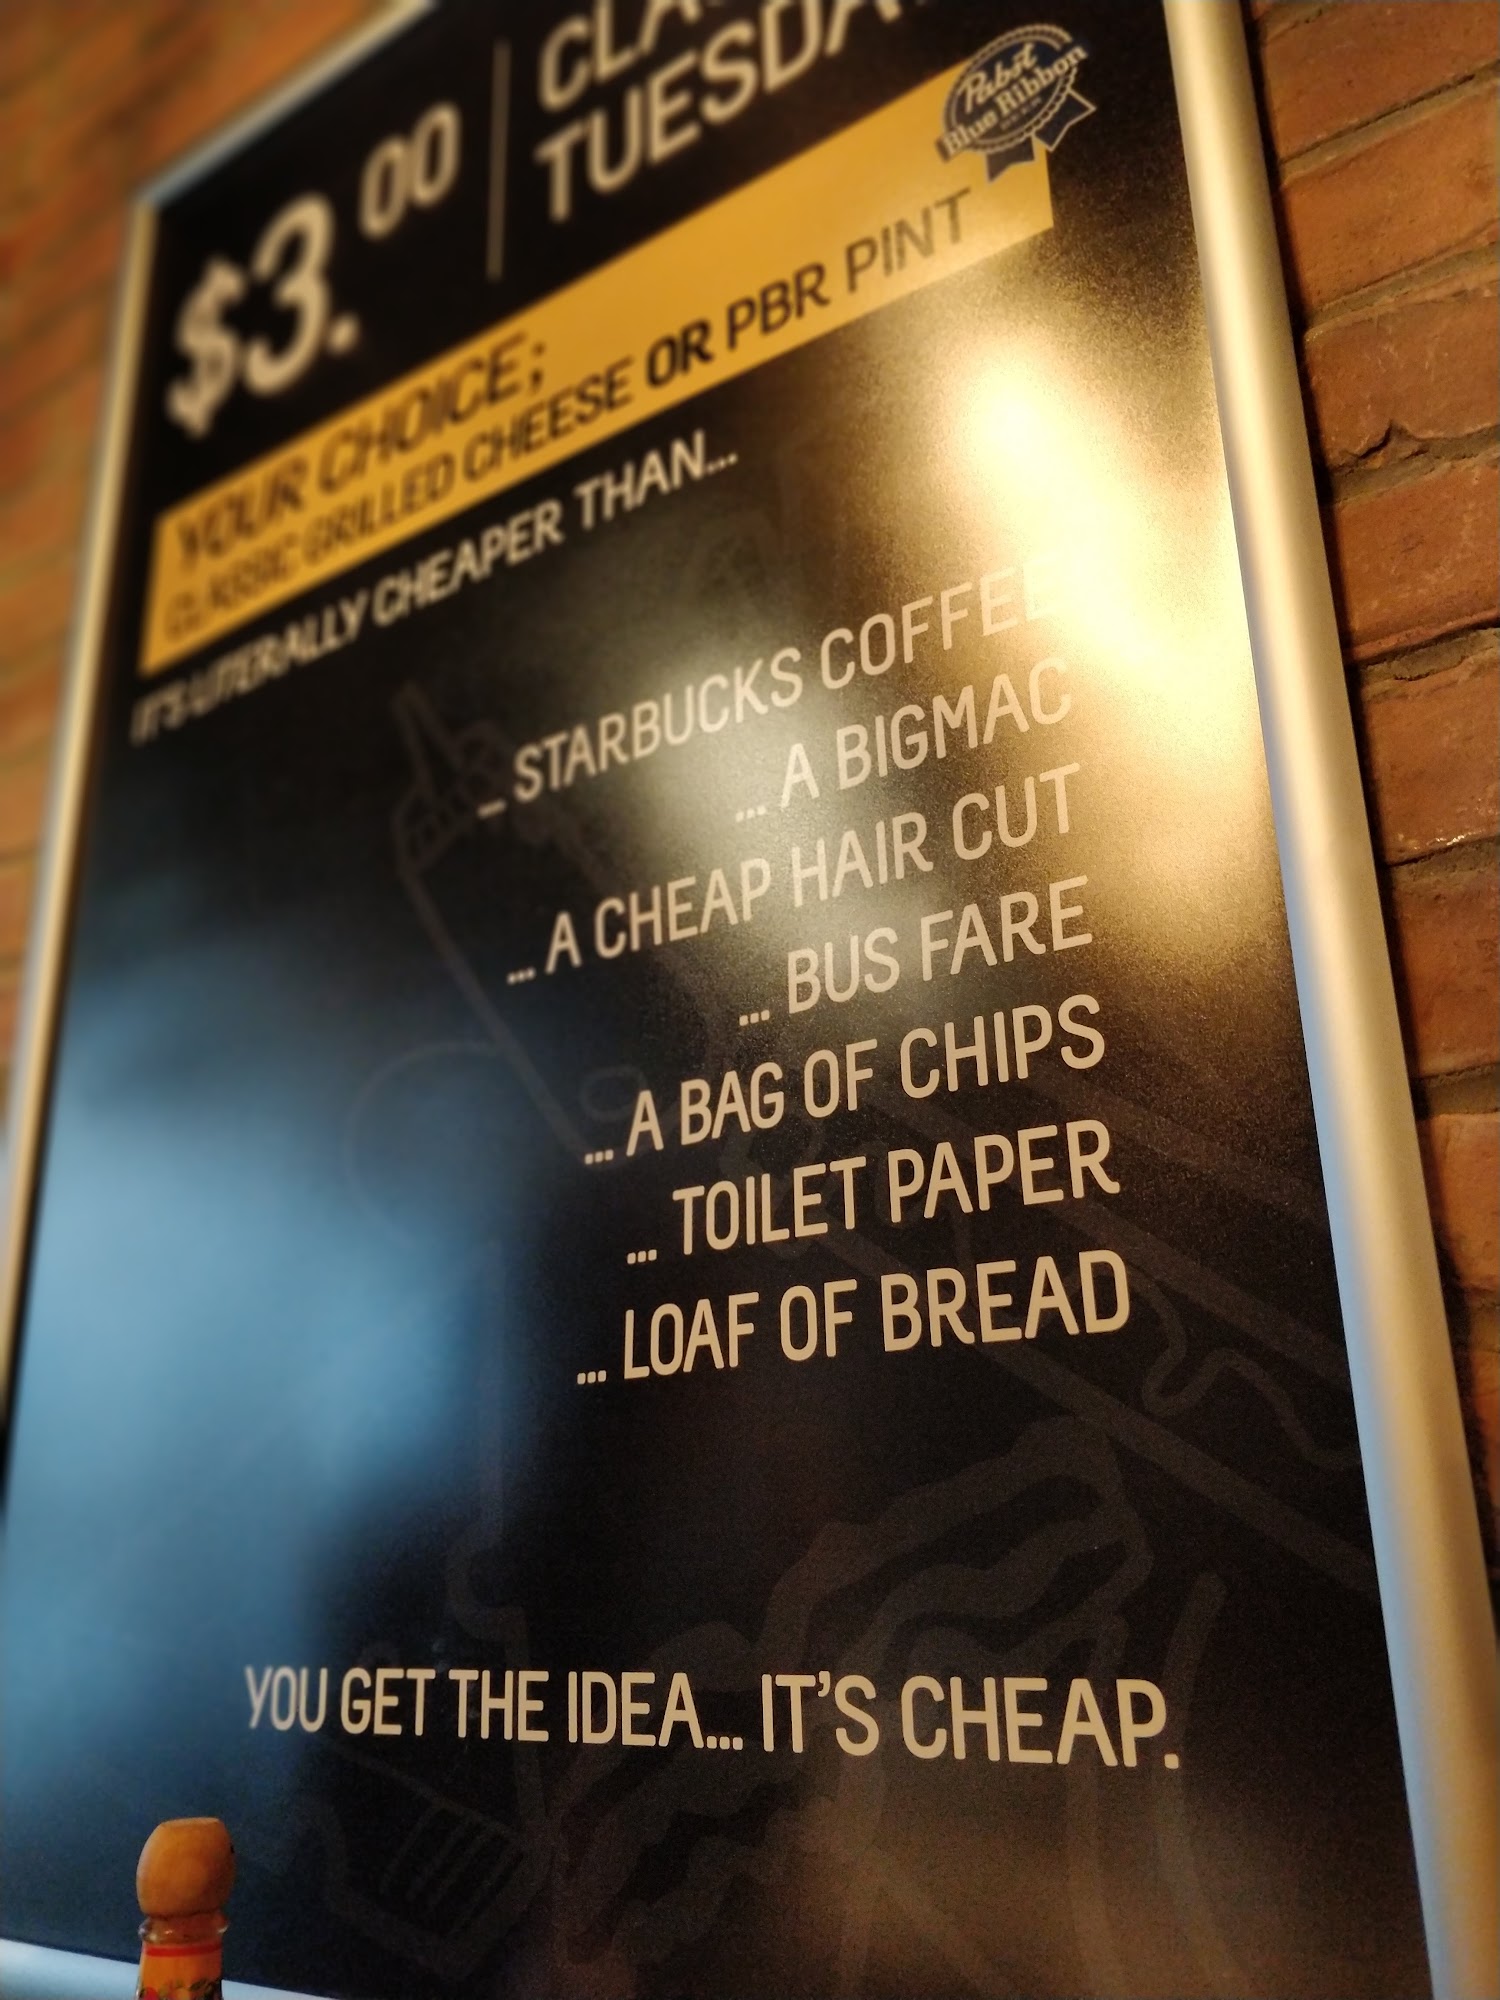 $3.00
TUESDA
Pabst
Blue Ribbon
BEER
YOUR CHOICE;
CLASSIC GRILLED CHEESE OR PBR PINT
IT'S LITERALLY CHEAPER THAN...
... STARBUCKS COFFEE
... A BIGMAC
... A CHEAP HAIR CUT
... BUS FARE
... A BAG OF CHIPS
... TOILET PAPER
... LOAF OF BREAD
YOU GET THE IDEA... IT'S CHEAP.